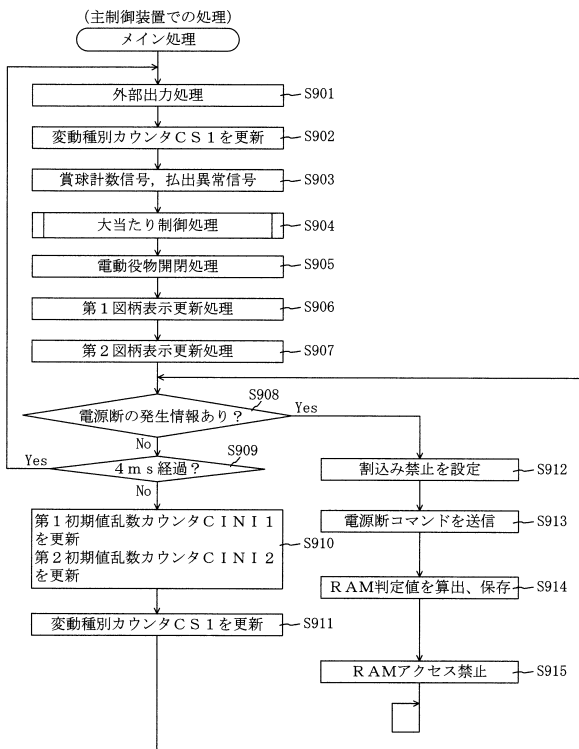 (主制御装置での処理)
メイン処理
外部出力処理
S901
変動種別カウンタCS1を更新
S902
賞球計数信号,払出異常信号
S903
大当たり制御処理
S904
電動役物開閉処理
S905
第1図柄表示更新処理
S906
第2図柄表示更新処理
S907
S908
電源断の発生情報あり?
Yes
No
S909
Yes
4ms経過?
No
第1初期値乱数カウンタCINI1
を更新
第2初期値乱数カウンタCINI2
を更新
S910
変動種別カウンタCS1を更新
S911
割込み禁止を設定
S912
電源断コマンドを送信
S913
RAM判定値を算出、保存
S914
RAMアクセス禁止
S915